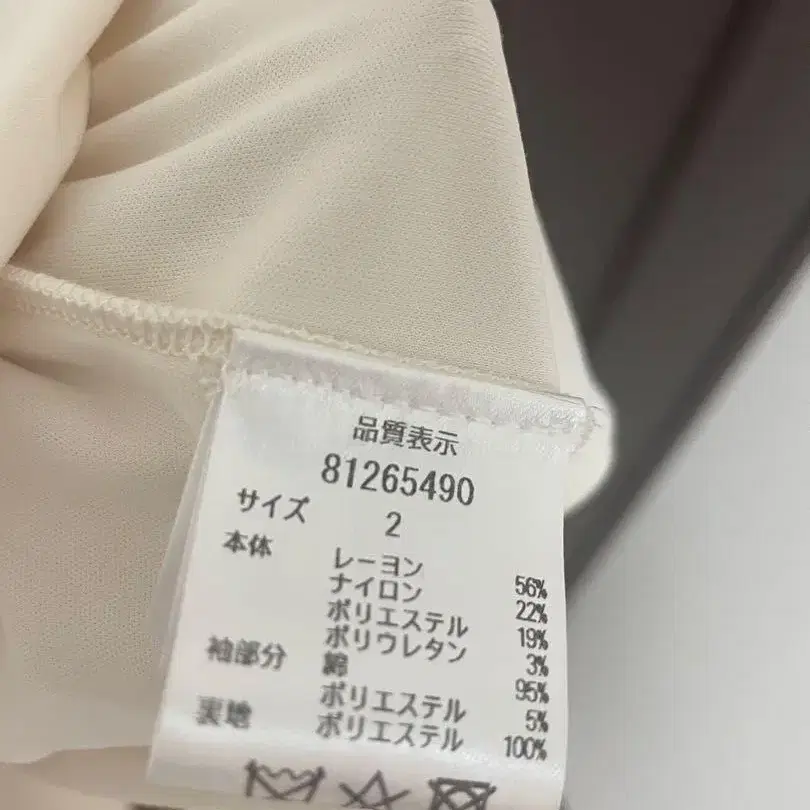 品質表示
81265490
サイズ 2
本体 レーヨン 56%
ナイロン 22%
ポリエステル 19%
ポリウレタン 3%
袖部分 綿 95%
ポリエステル 5%
裏地 ポリエステル 100%